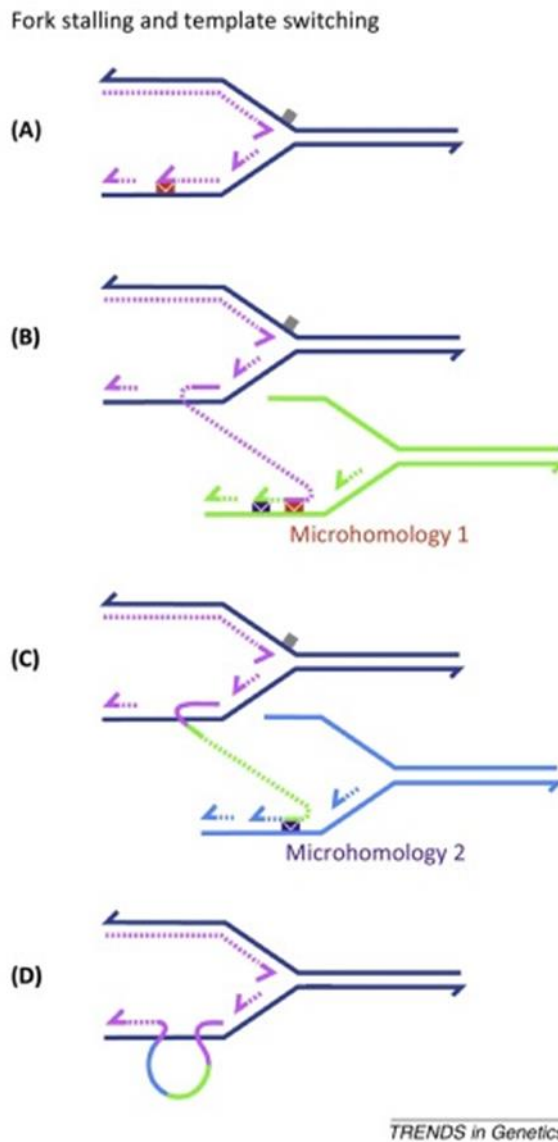 Fork stalling and template switching
(A)
(B)
Microhomology 1
(C)
Microhomology 2
(D)
TRENDS in Genetics